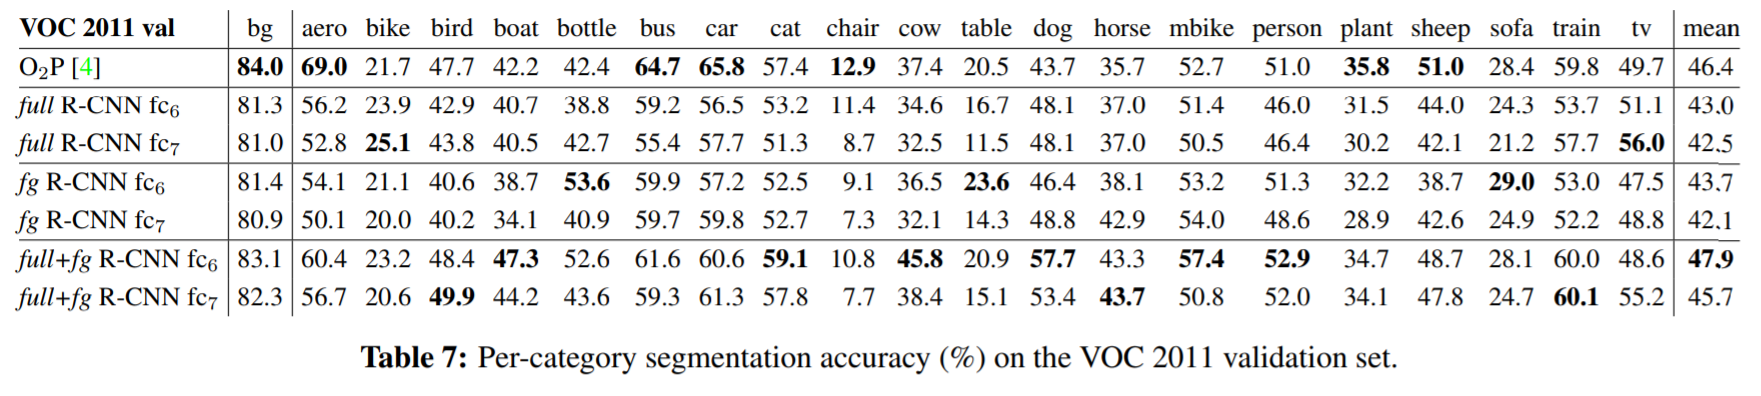 VOC 2011 val bg aero bike bird boat bottle bus car cat chair cow table dog horse mbike person plant sheep sofa train tv mean
O₂P [4] 84.0 69.0 21.7 47.7 42.2 42.4 64.7 65.8 57.4 12.9 37.4 20.5 43.7 35.7 52.7 51.0 35.8 51.0 28.4 59.8 49.7 46.4
full R-CNN fc₆ 81.3 56.2 23.9 42.9 40.7 38.8 59.2 56.5 53.2 11.4 34.6 16.7 48.1 37.0 51.4 46.0 31.5 44.0 24.3 53.7 51.1 43.0
full R-CNN fc₇ 81.0 52.8 25.1 43.8 40.5 42.7 55.4 57.7 51.3 8.7 32.5 11.5 48.1 37.0 50.5 46.4 30.2 42.1 21.2 57.7 56.0 42.5
fg R-CNN fc₆ 81.4 54.1 21.1 40.6 38.7 53.6 59.9 57.2 52.5 9.1 36.5 23.6 46.4 38.1 53.2 51.3 32.2 38.7 29.0 53.0 47.5 43.7
fg R-CNN fc₇ 80.9 50.1 20.0 40.2 34.1 40.9 59.7 59.8 52.7 7.3 32.1 14.3 48.8 42.9 54.0 48.6 28.9 42.6 24.9 52.2 48.8 42.1
full+fg R-CNN fc₆ 83.1 60.4 23.2 48.4 47.3 52.6 61.6 60.6 59.1 10.8 45.8 20.9 57.7 43.3 57.4 52.9 34.7 48.7 28.1 60.0 48.6 47.9
full+fg R-CNN fc₇ 82.3 56.7 20.6 49.9 44.2 43.6 59.3 61.3 57.8 7.7 38.4 15.1 53.4 43.7 50.8 52.0 34.1 47.8 24.7 60.1 55.2 45.7
Table 7: Per-category segmentation accuracy (%) on the VOC 2011 validation set.